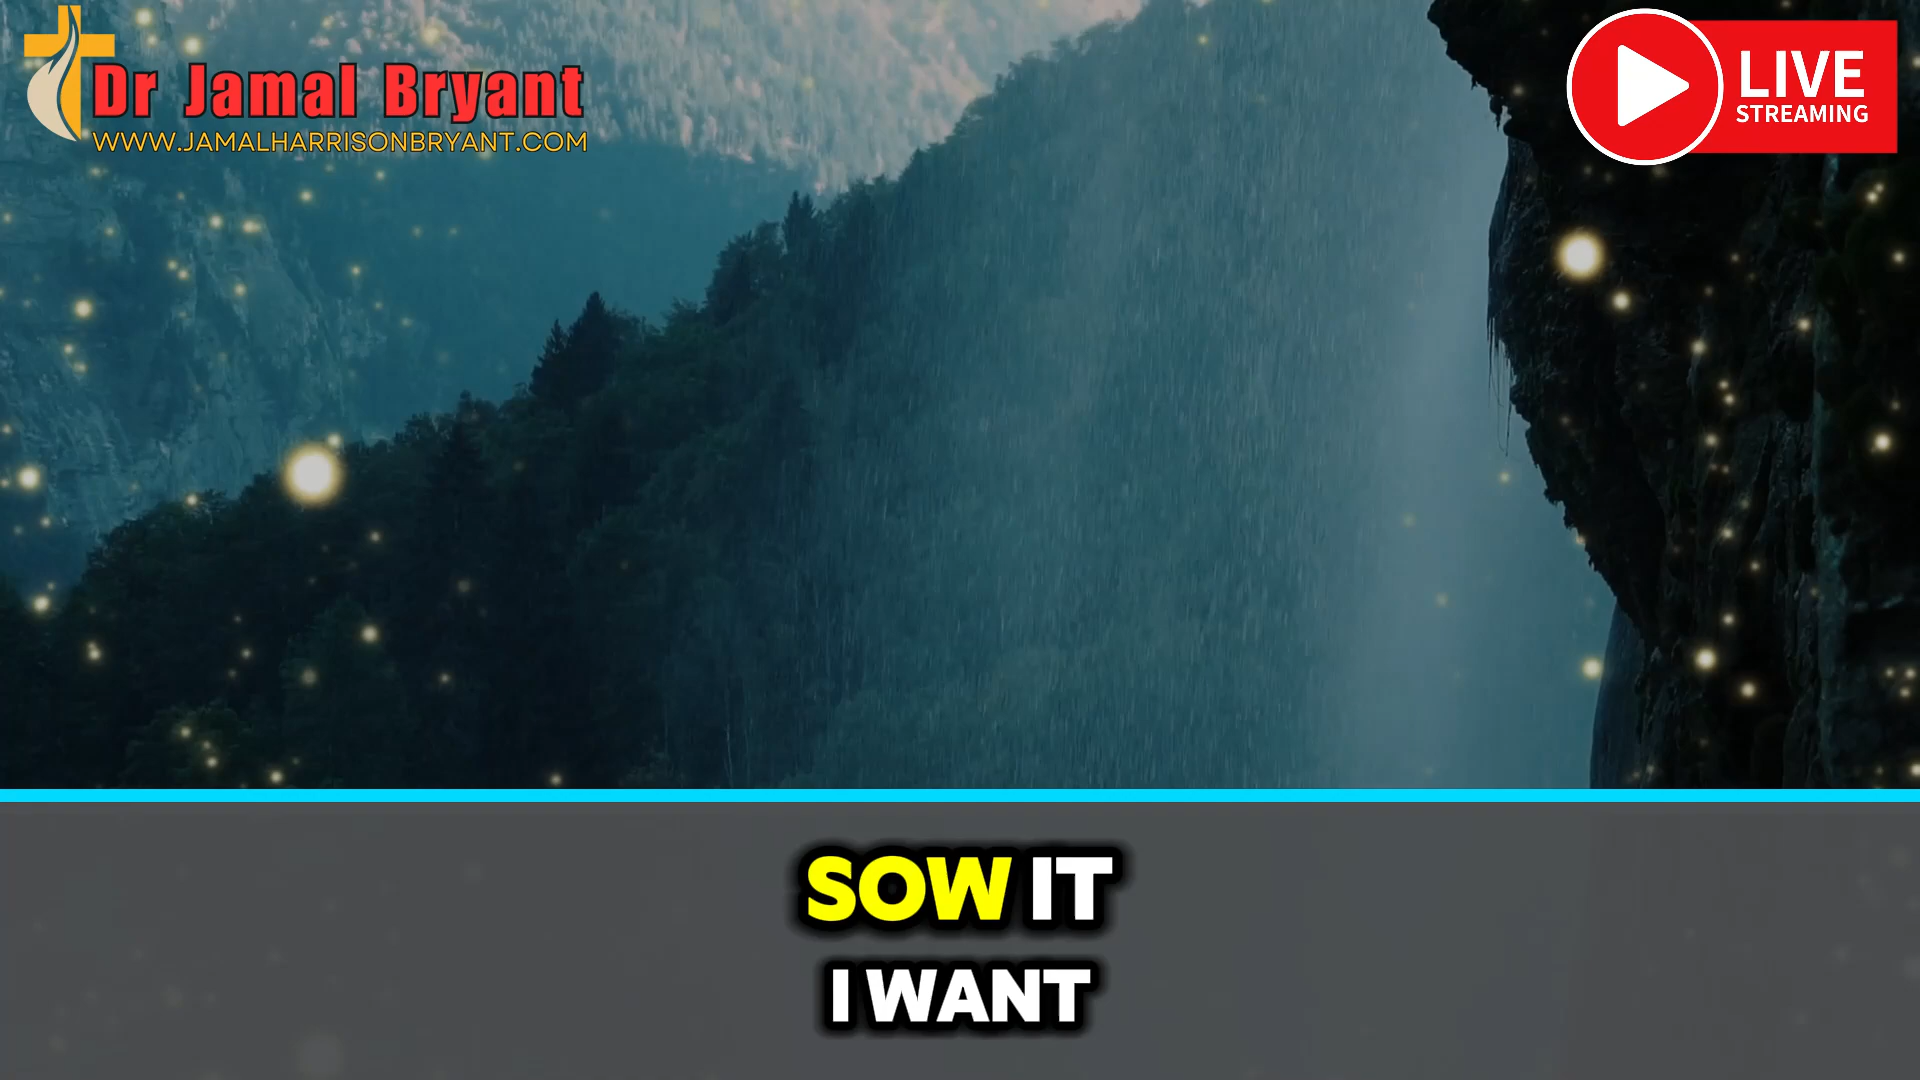 Dr Jamal Bryant
WWW.JAMALHARRISONBRYANT.COM
LIVE
STREAMING
SOW IT
I WANT